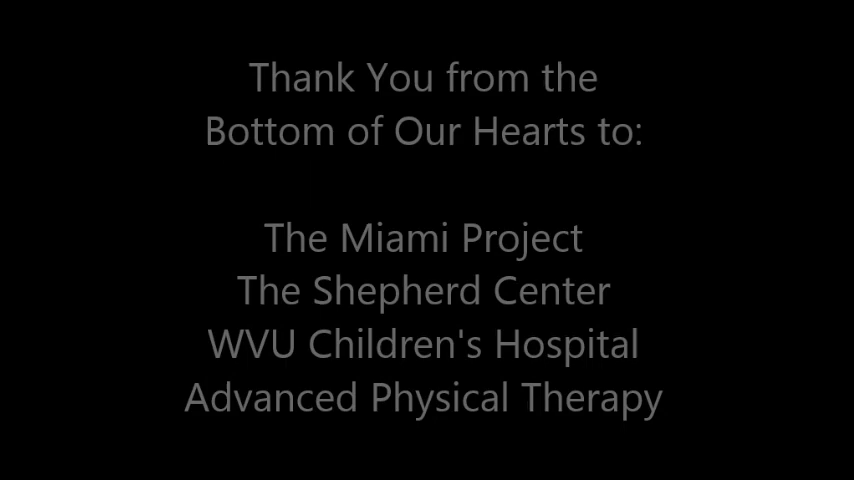 Thank You from the
Bottom of Our Hearts to:
The Miami Project
The Shepherd Center
WVU Children's Hospital
Advanced Physical Therapy